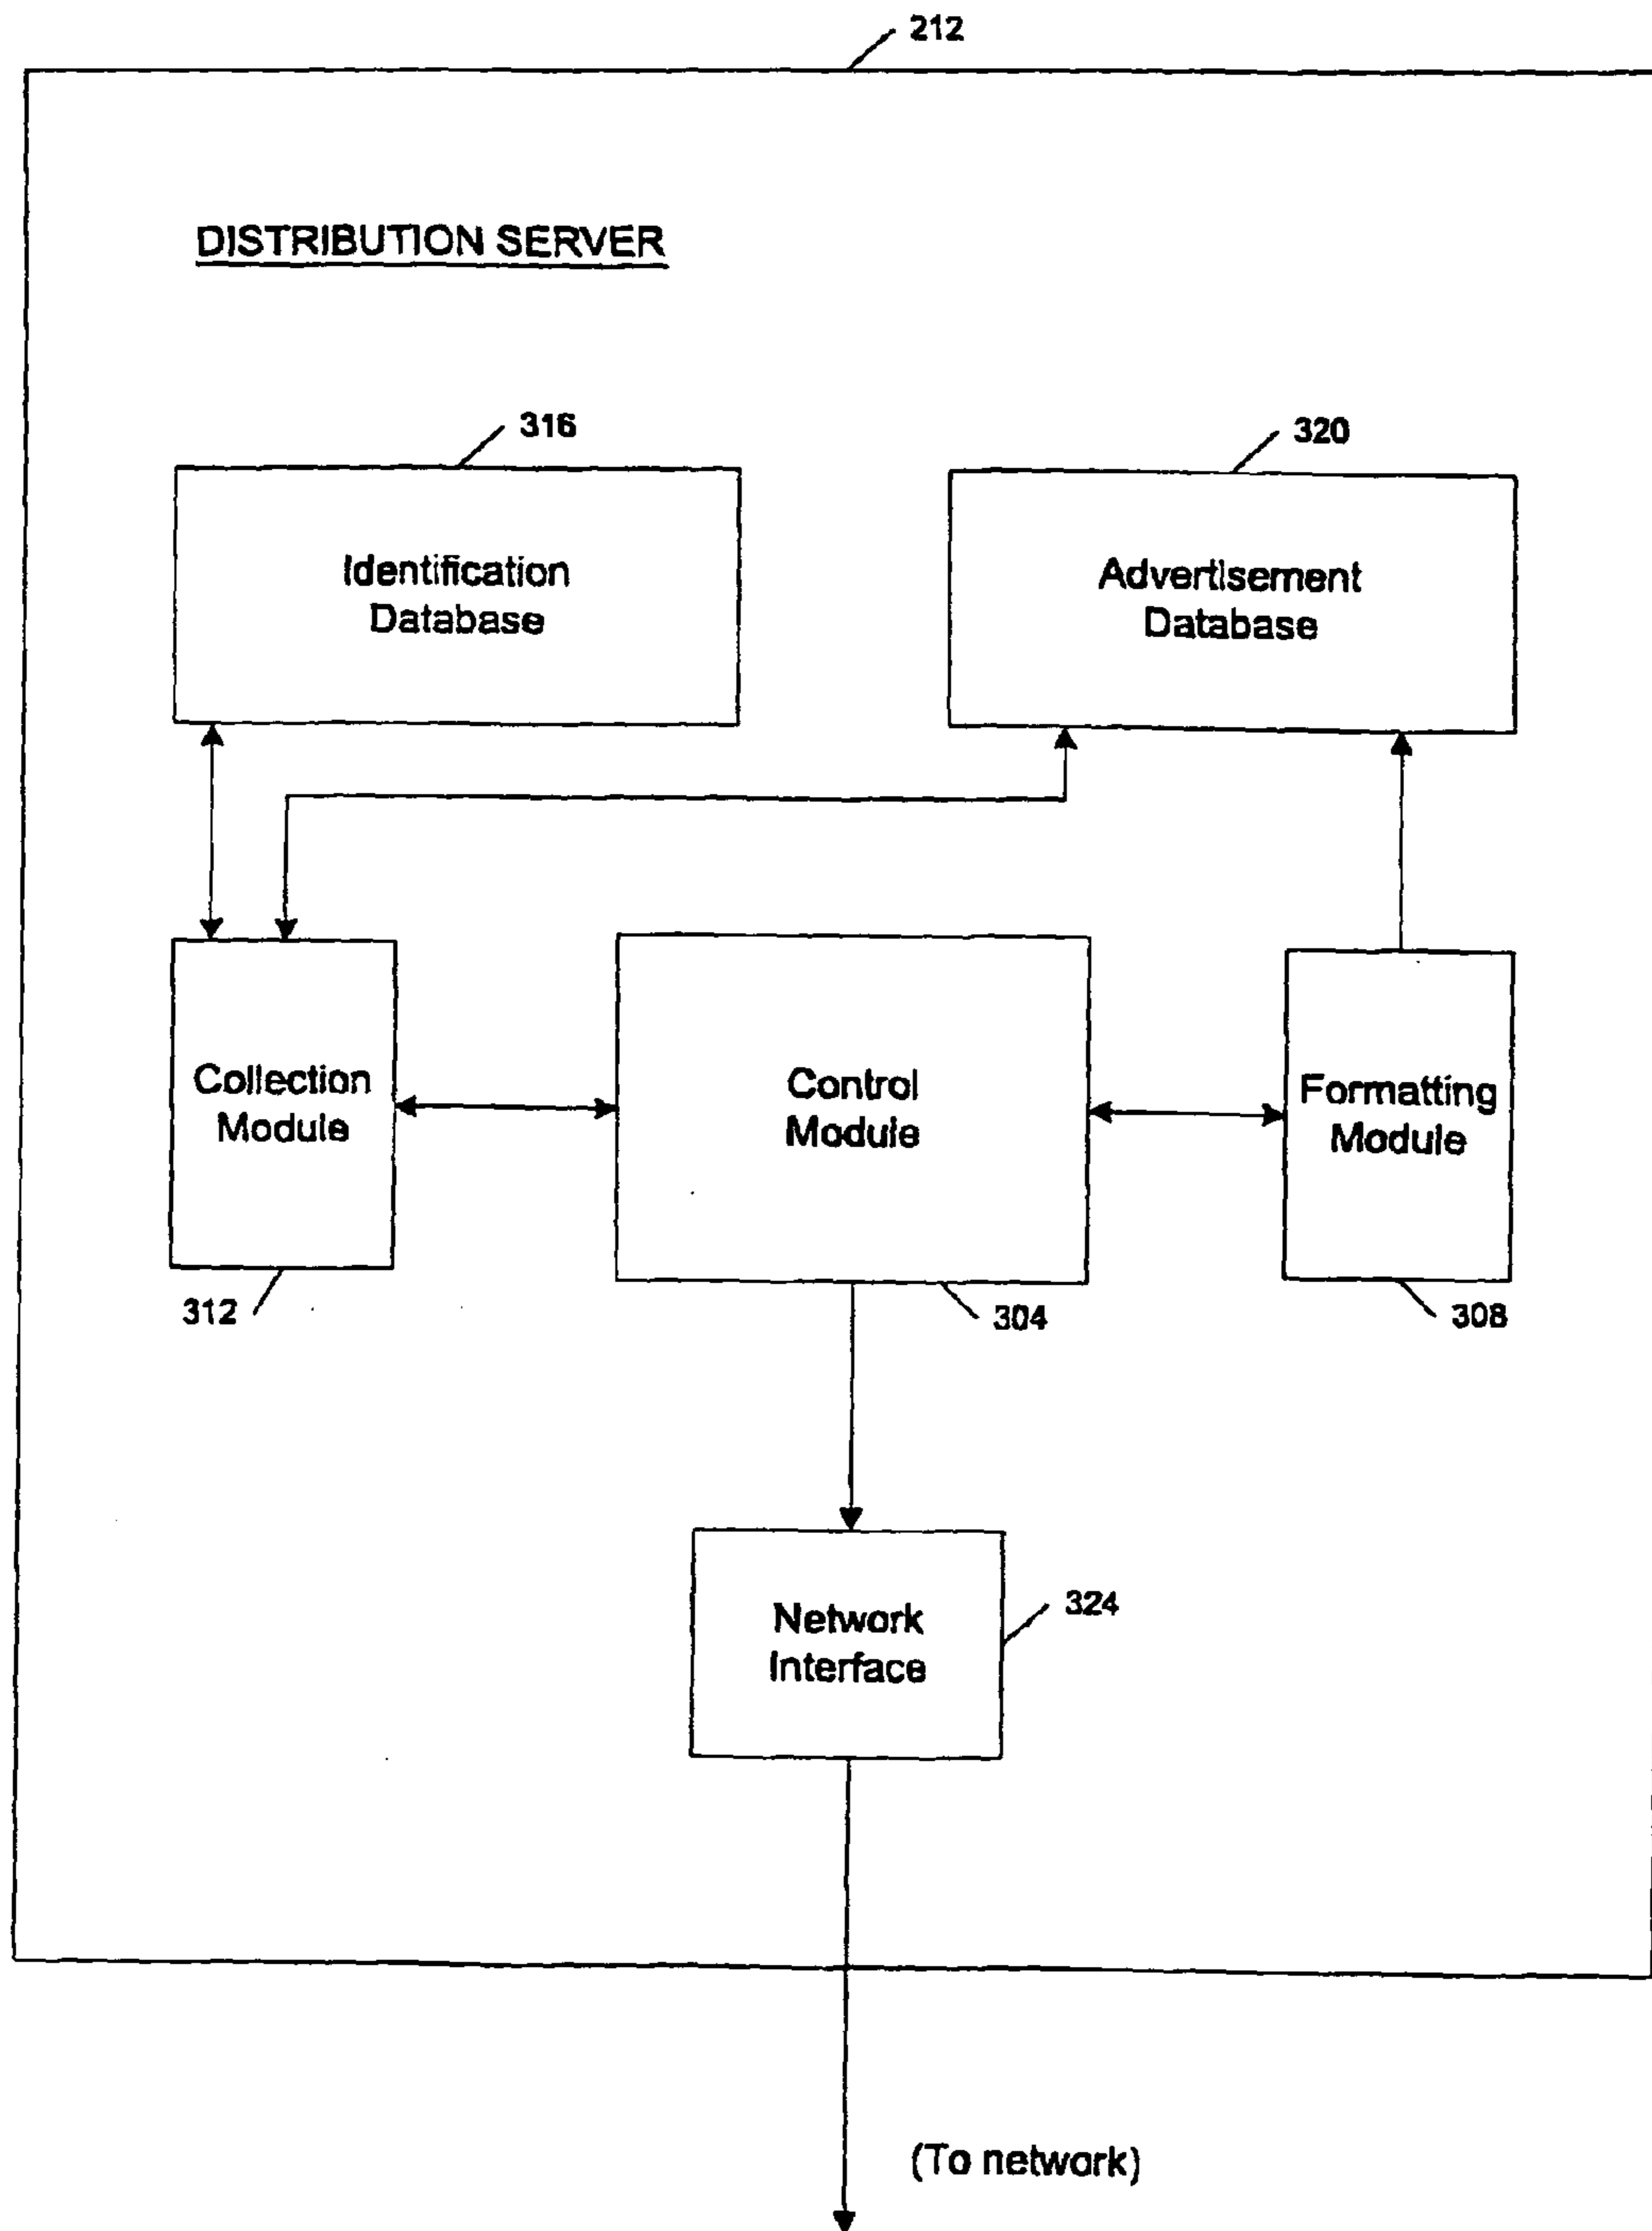 212
DISTRIBUTION SERVER
316
320
Identification
Database
Advertisement
Database
Collection
Module
Control
Module
Formatting
Module
312
304
308
Network
Interface
324
(To network)